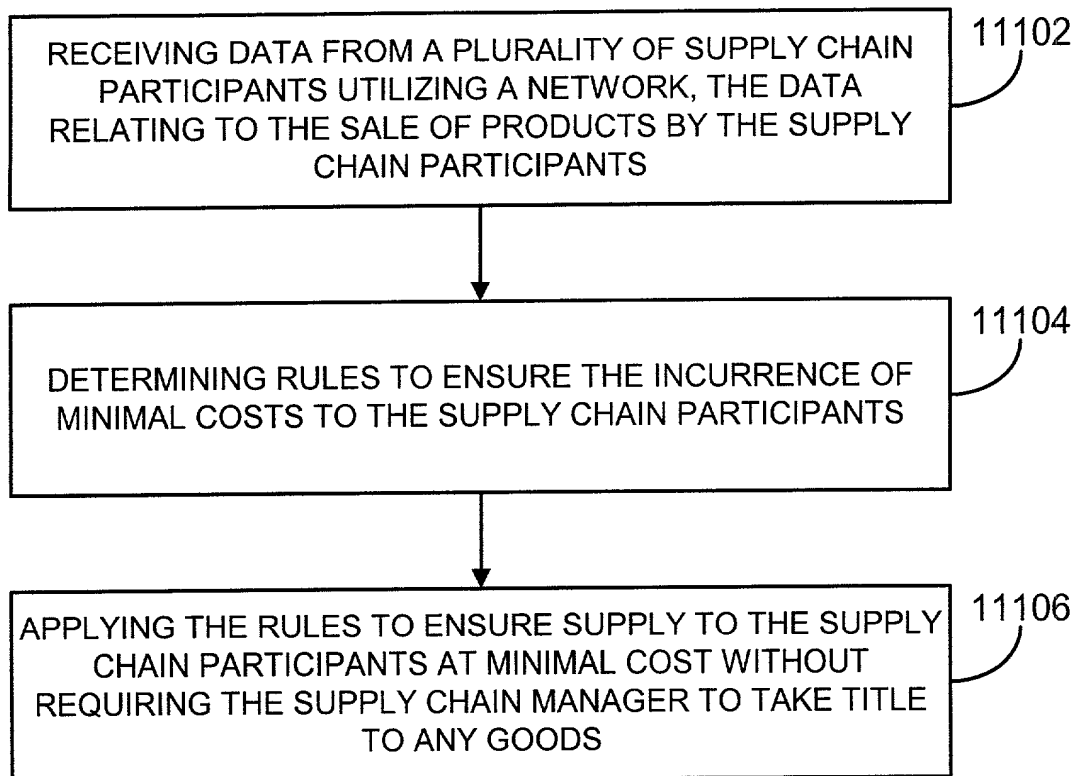 RECEIVING DATA FROM A PLURALITY OF SUPPLY CHAIN
PARTICIPANTS UTILIZING A NETWORK, THE DATA
RELATING TO THE SALE OF PRODUCTS BY THE SUPPLY
CHAIN PARTICIPANTS
11102
DETERMINING RULES TO ENSURE THE INCURRENCE OF
MINIMAL COSTS TO THE SUPPLY CHAIN PARTICIPANTS
11104
APPLYING THE RULES TO ENSURE SUPPLY TO THE SUPPLY
CHAIN PARTICIPANTS AT MINIMAL COST WITHOUT
REQUIRING THE SUPPLY CHAIN MANAGER TO TAKE TITLE
TO ANY GOODS
11106